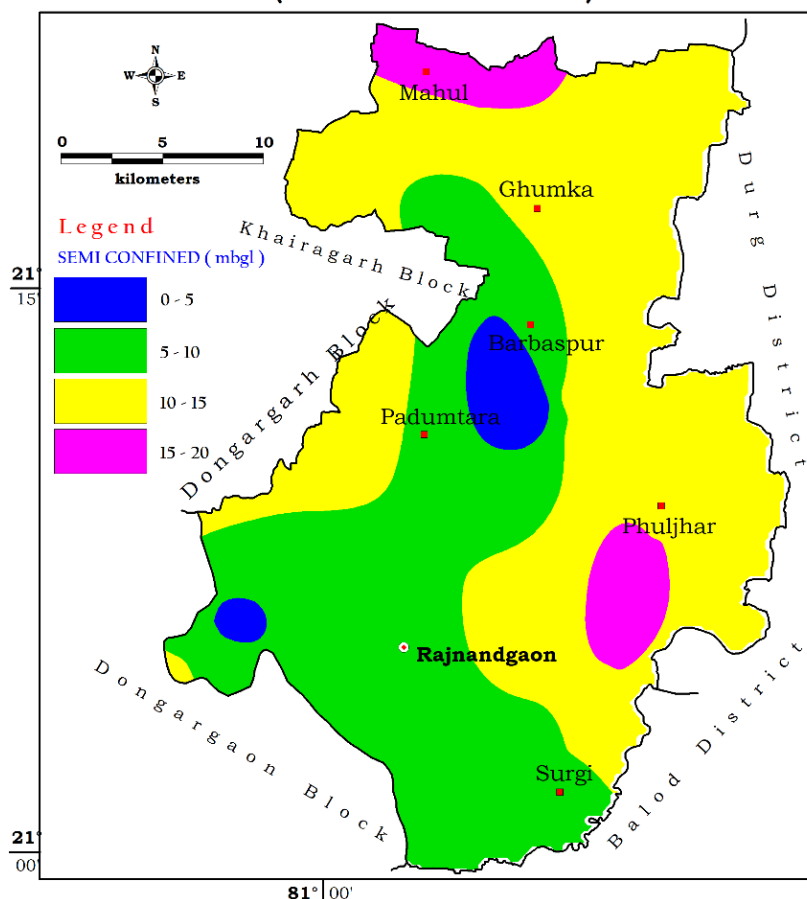 N
W E
S
0 5 10
kilometers
Mahul
Ghumka
Legend
SEMI CONFINED ( mbgl )
Khairagarh Block
Durg District
21°
15'
0 - 5
5 - 10
10 - 15
15 - 20
Barbaspur
Dongargarh Block
Padumtara
Phuljhar
Rajnandgaon
Dongargaon Block
Surgi
Balod District
21°
00'
81° 00'